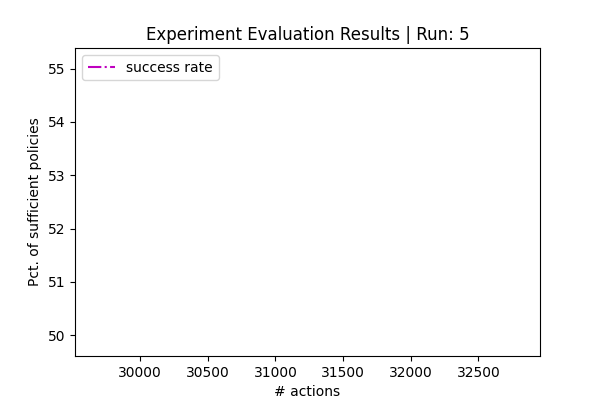 Experiment Evaluation Results | Run: 5
success rate
Pct. of sufficient policies
55
54
53
52
51
50
30000 30500 31000 31500 32000 32500
# actions